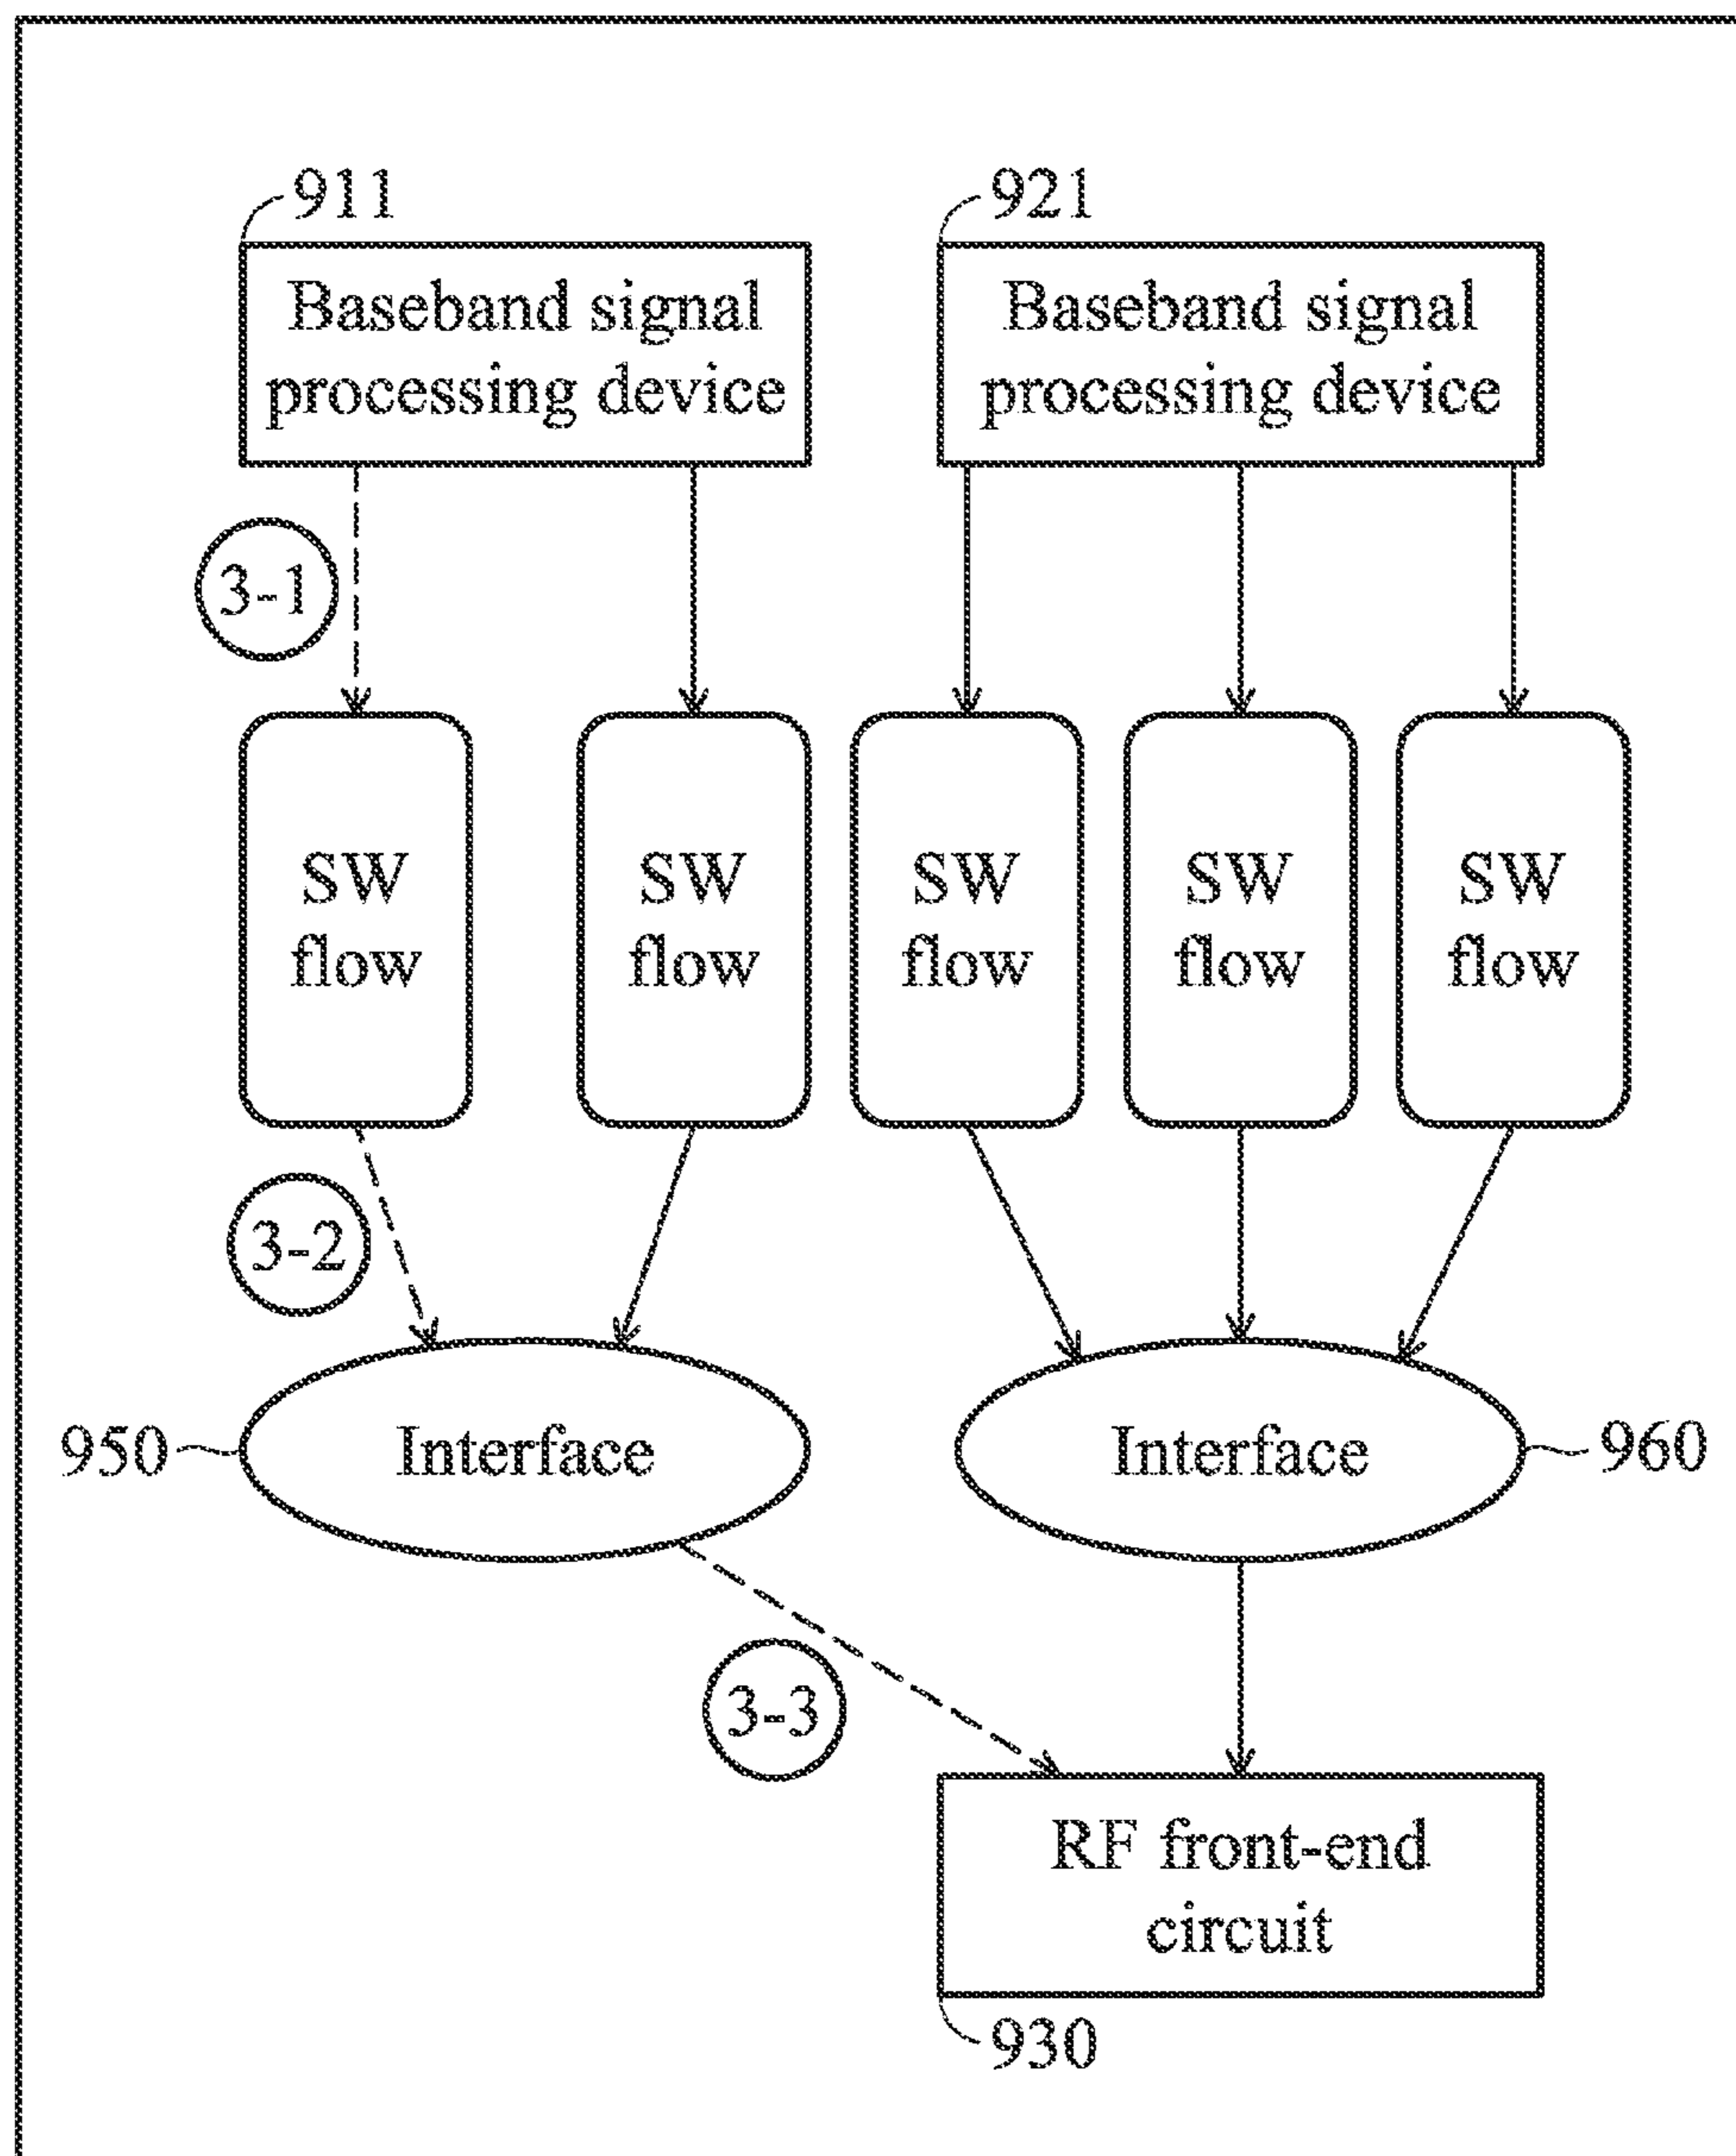 911
921
Baseband signal
processing device
Baseband signal
processing device
3-1
SW
flow
SW
flow
SW
flow
SW
flow
SW
flow
3-2
950
Interface
Interface
960
3-3
RF front-end
circuit
930